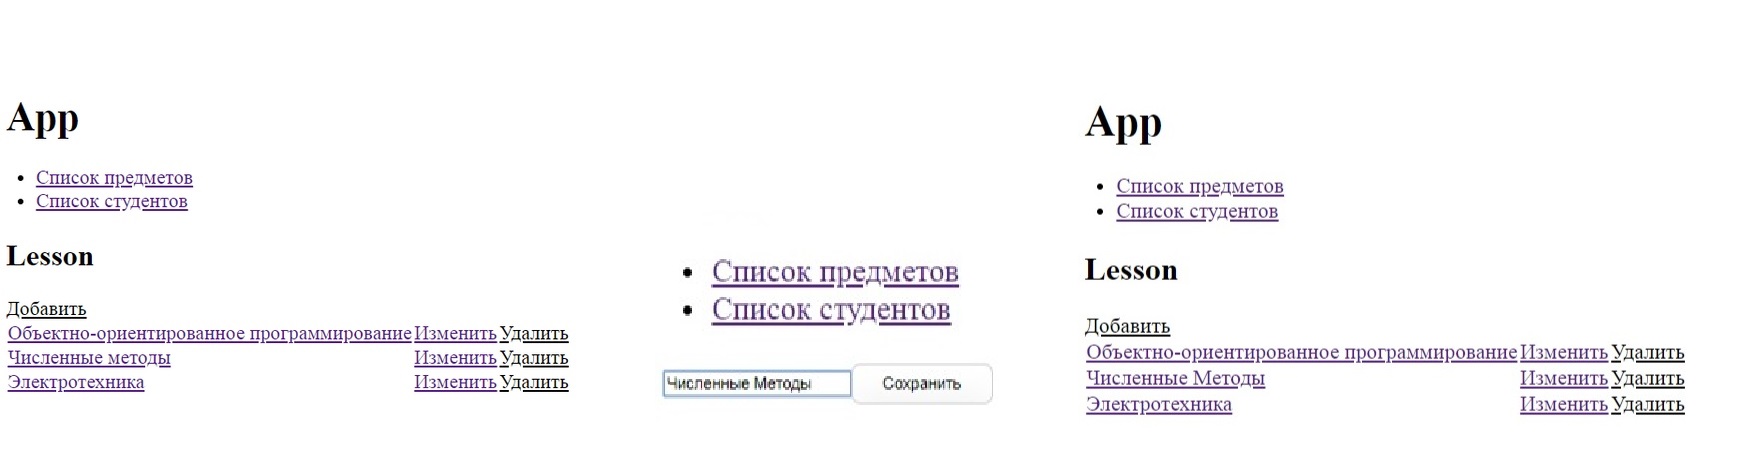 App
Список предметов
Список студентов
Lesson
Добавить
Объектно-ориентированное программирование Изменить Удалить
Численные методы Изменить Удалить
Электротехника Изменить Удалить
Список предметов
Список студентов
Численные Методы Сохранить
App
Список предметов
Список студентов
Lesson
Добавить
Объектно-ориентированное программирование Изменить Удалить
Численные Методы Изменить Удалить
Электротехника Изменить Удалить